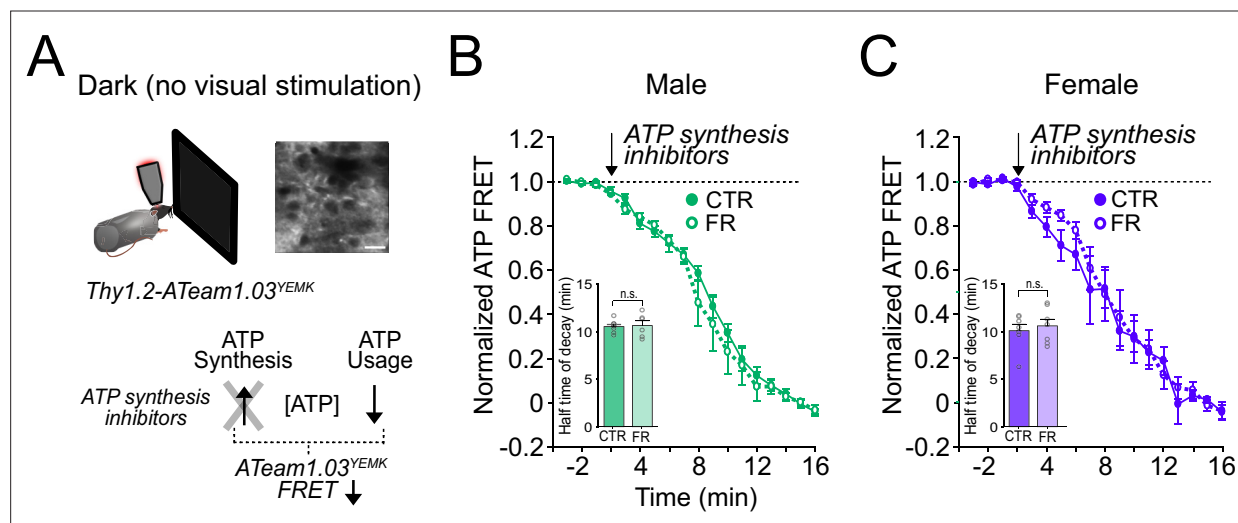 A
Dark (no visual stimulation)
Thy1.2-ATeam1.03YEMK
ATP
Synthesis
ATP
Usage
ATP synthesis
inhibitors
[ATP]
ATeam1.03YEMK
FRET
B
Male
ATP synthesis
inhibitors
CTR
FR
Normalized ATP FRET
1.2
1.0
0.8
0.6
0.4
0.2
0
-0.2
-2
4
8
12
16
Time (min)
Half time of decay (min)
15
10
5
0
n.s.
CTR
FR
C
Female
ATP synthesis
inhibitors
CTR
FR
Normalized ATP FRET
1.2
1.0
0.8
0.6
0.4
0.2
0
-0.2
-2
4
8
12
16
Half time of decay (min)
15
10
5
0
n.s.
CTR
FR